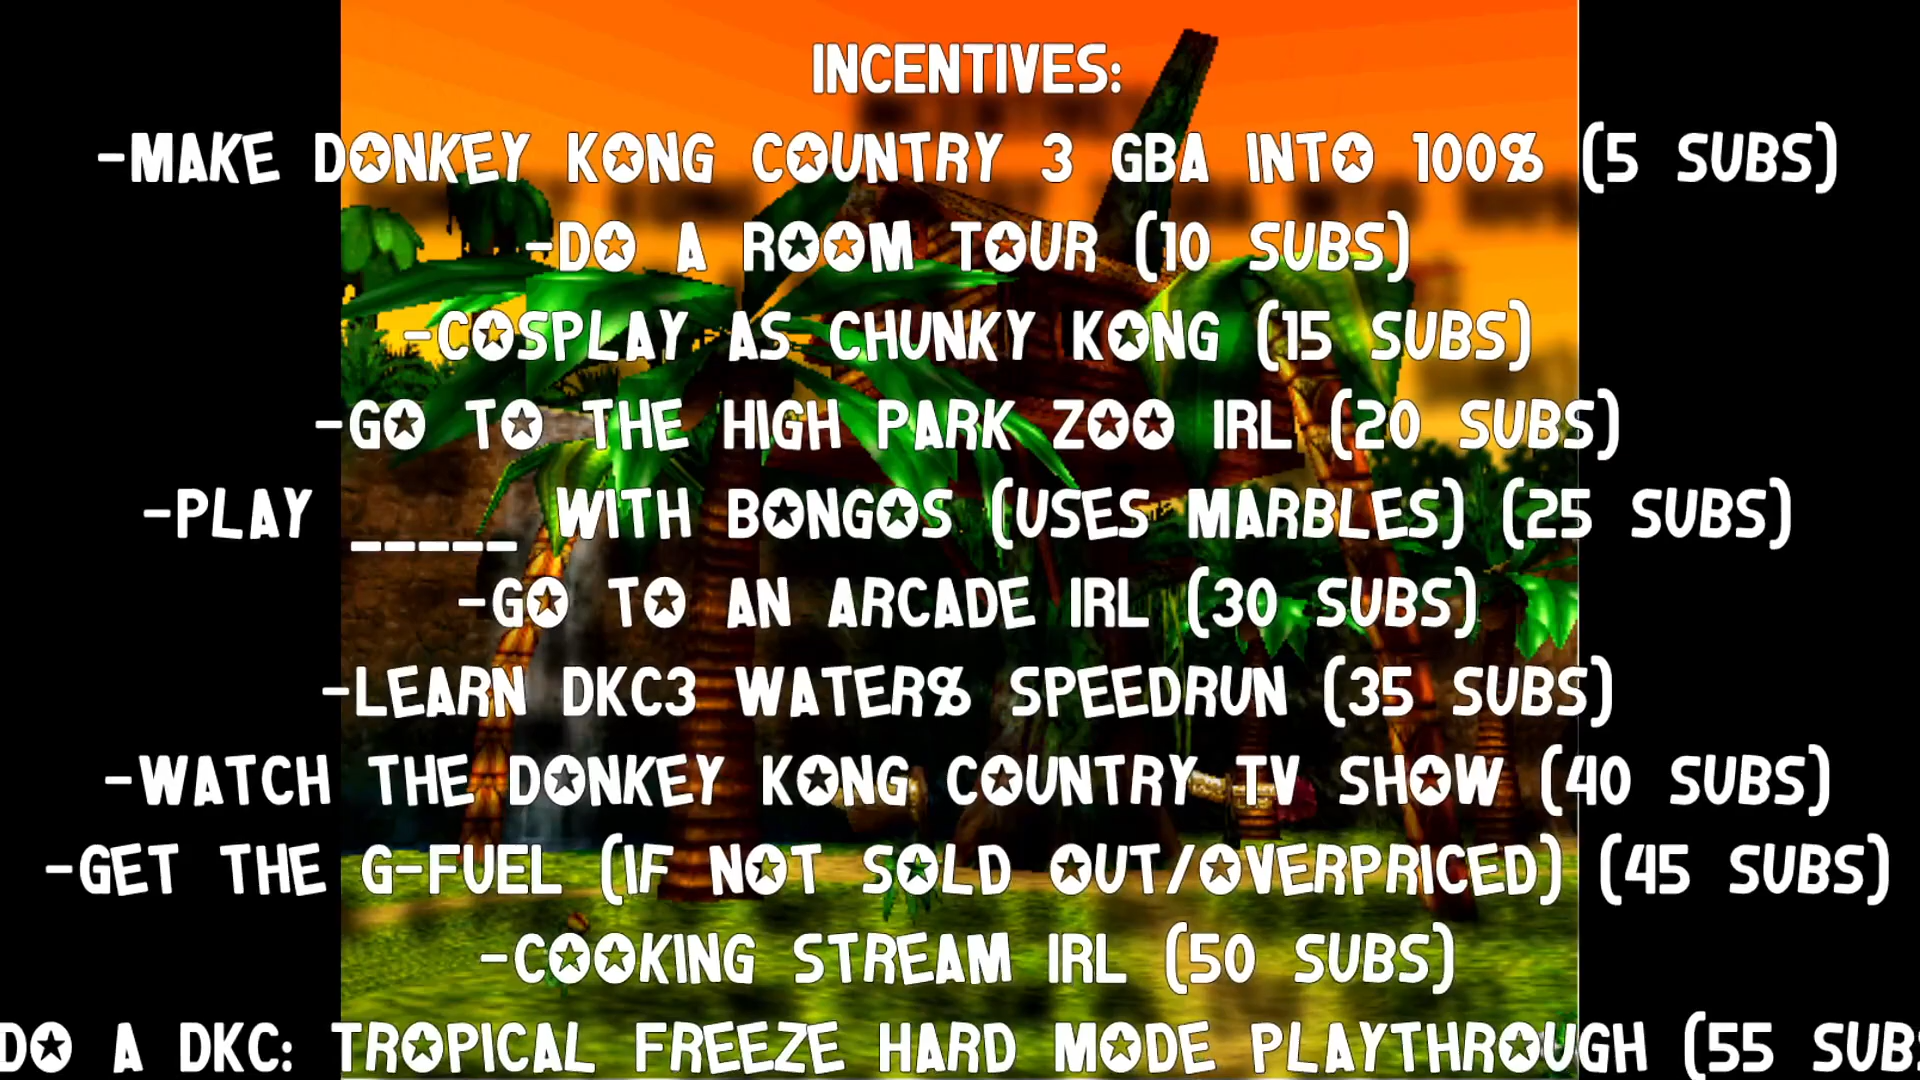 INCENTIVES:
-MAKE DONKEY KONG COUNTRY 3 GBA INTO 100% (5 SUBS)
-DO A ROOM TOUR (10 SUBS)
-COSPLAY AS CHUNKY KONG (15 SUBS)
-GO TO THE HIGH PARK ZOO IRL (20 SUBS)
-PLAY _____ WITH BONGOS (USES MARBLES) (25 SUBS)
-GO TO AN ARCADE IRL (30 SUBS)
-LEARN DKC3 WATER% SPEEDRUN (35 SUBS)
-WATCH THE DONKEY KONG COUNTRY TV SHOW (40 SUBS)
-GET THE G-FUEL (IF NOT SOLD OUT/OVERPRICED) (45 SUBS)
-COOKING STREAM IRL (50 SUBS)
DO A DKC: TROPICAL FREEZE HARD MODE PLAYTHROUGH (55 SUBS